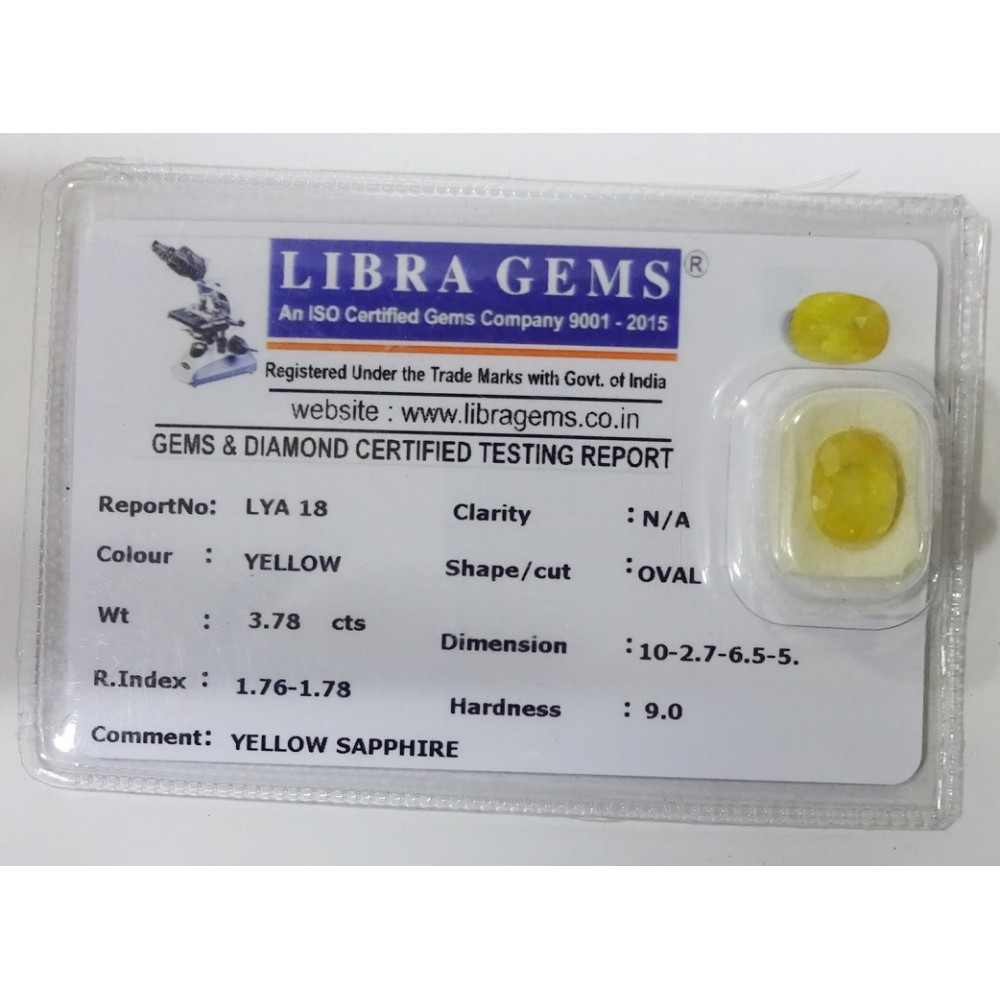 LIBRA GEMS ®
An ISO Certified Gems Company 9001 - 2015
Registered Under the Trade Marks with Govt. of India
website : www.libragems.co.in
GEMS & DIAMOND CERTIFIED TESTING REPORT
ReportNo: LYA 18
Clarity : N/A
Colour : YELLOW
Shape/cut : OVAL
Wt : 3.78 cts
Dimension : 10-2.7-6.5-5.
R.Index : 1.76-1.78
Hardness : 9.0
Comment: YELLOW SAPPHIRE